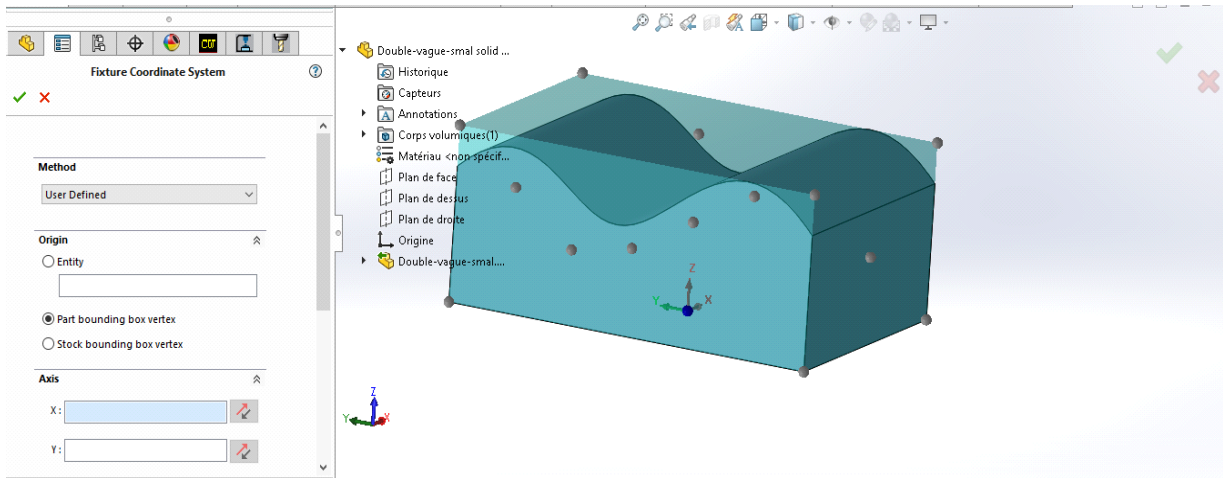 Fixture Coordinate System
Method
User Defined
Origin
Entity
Part bounding box vertex
Stock bounding box vertex
Axis
X :
Y :
Double-vague-smal solid ...
Historique
Capteurs
Annotations
Corps volumiques(1)
Matériau <non spécif...
Plan de face
Plan de dessus
Plan de droite
Origine
Double-vague-smal....
Z
Y
X
Z
Y
X